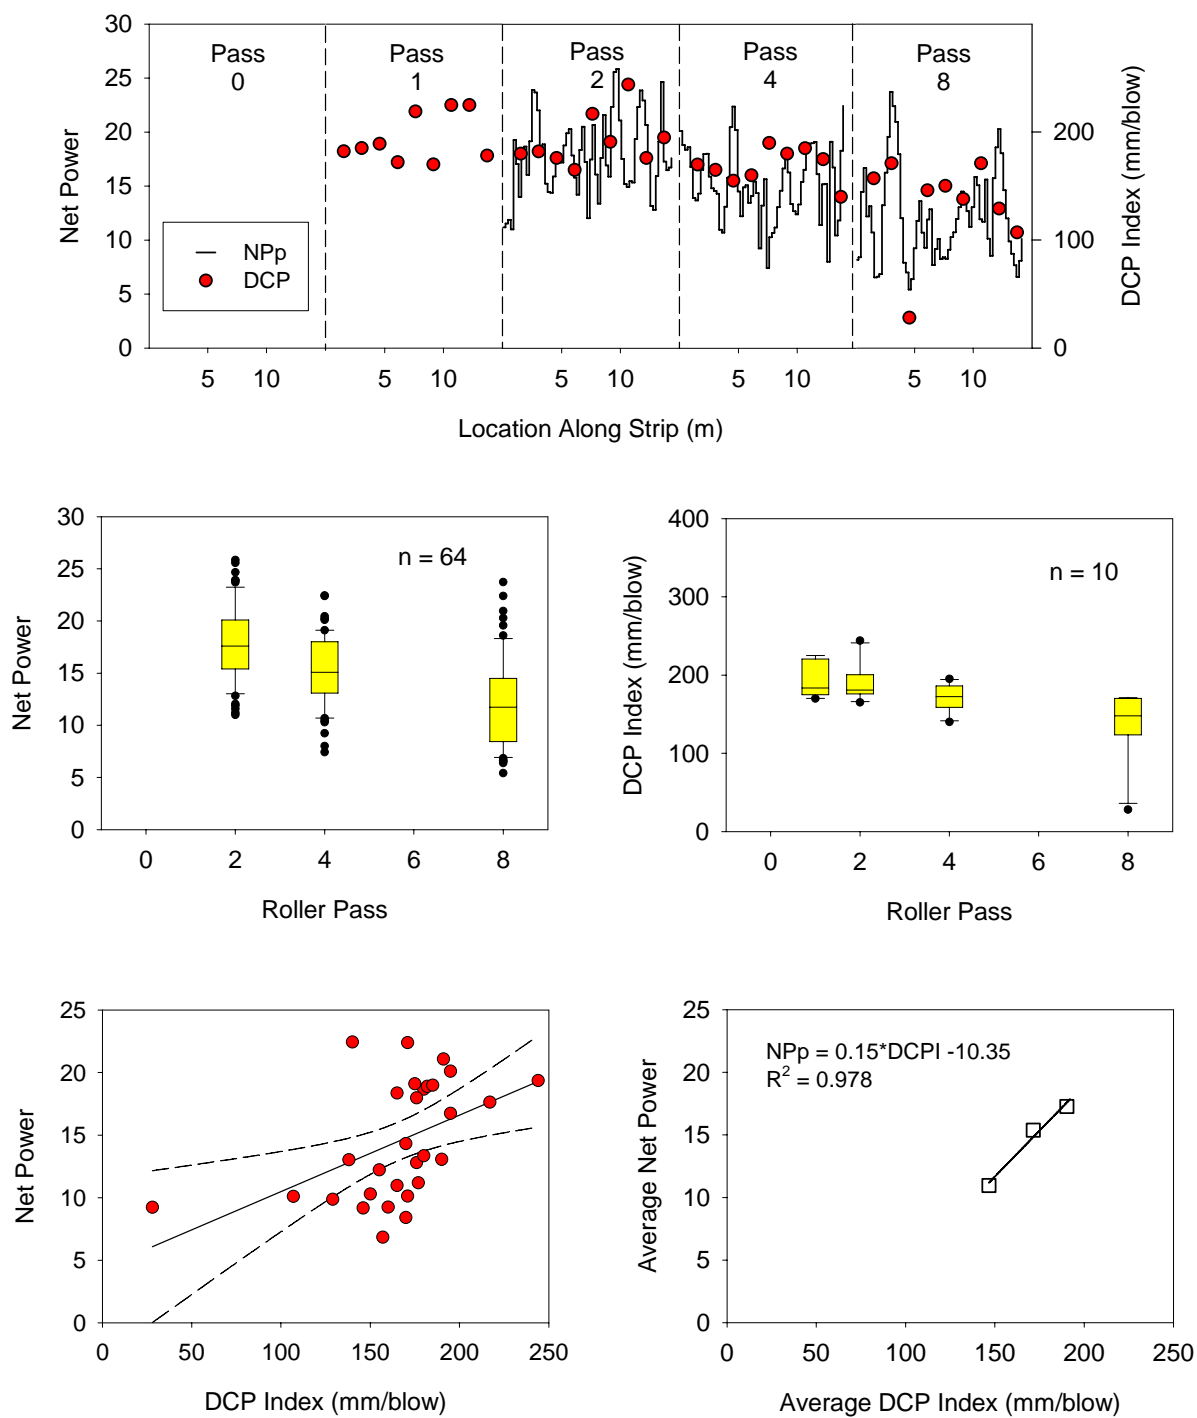 30
25
20
15
10
5
0
Net Power
Pass
0
Pass
1
Pass
2
Pass
4
Pass
8
NPp
DCP
200
100
0
DCP Index (mm/blow)
5 10 5 10 5 10 5 10 5 10
Location Along Strip (m)
30
25
20
15
10
5
0
Net Power
n = 64
0 2 4 6 8
Roller Pass
400
300
200
100
0
DCP Index (mm/blow)
n = 10
0 2 4 6 8
Roller Pass
25
20
15
10
5
0
Net Power
0 50 100 150 200 250
DCP Index (mm/blow)
25
20
15
10
5
0
Average Net Power
NPp = 0.15*DCPI -10.35
R² = 0.978
0 50 100 150 200 250
Average DCP Index (mm/blow)